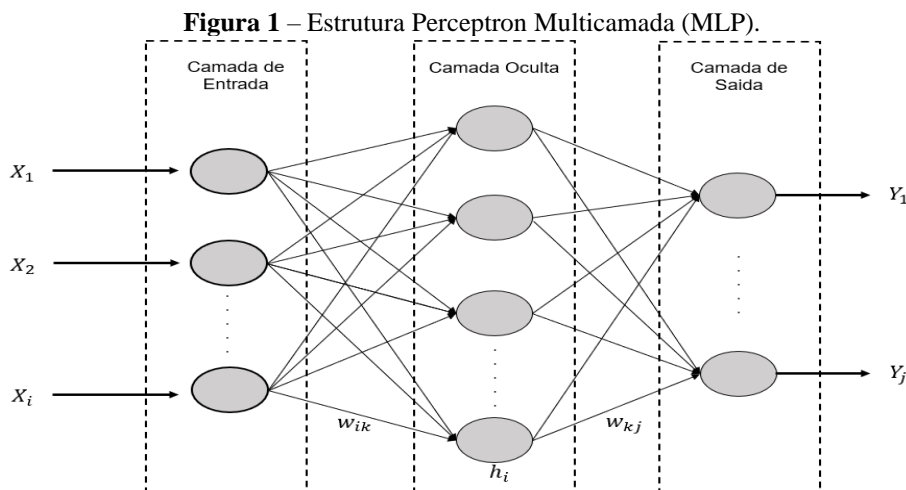 Figura 1 – Estrutura Perceptron Multicamada (MLP).
Camada de
Entrada
Camada Oculta
Camada de
Saida
X₁
X₂
Xᵢ
wᵢₖ
hᵢ
wₖⱼ
Y₁
Yⱼ